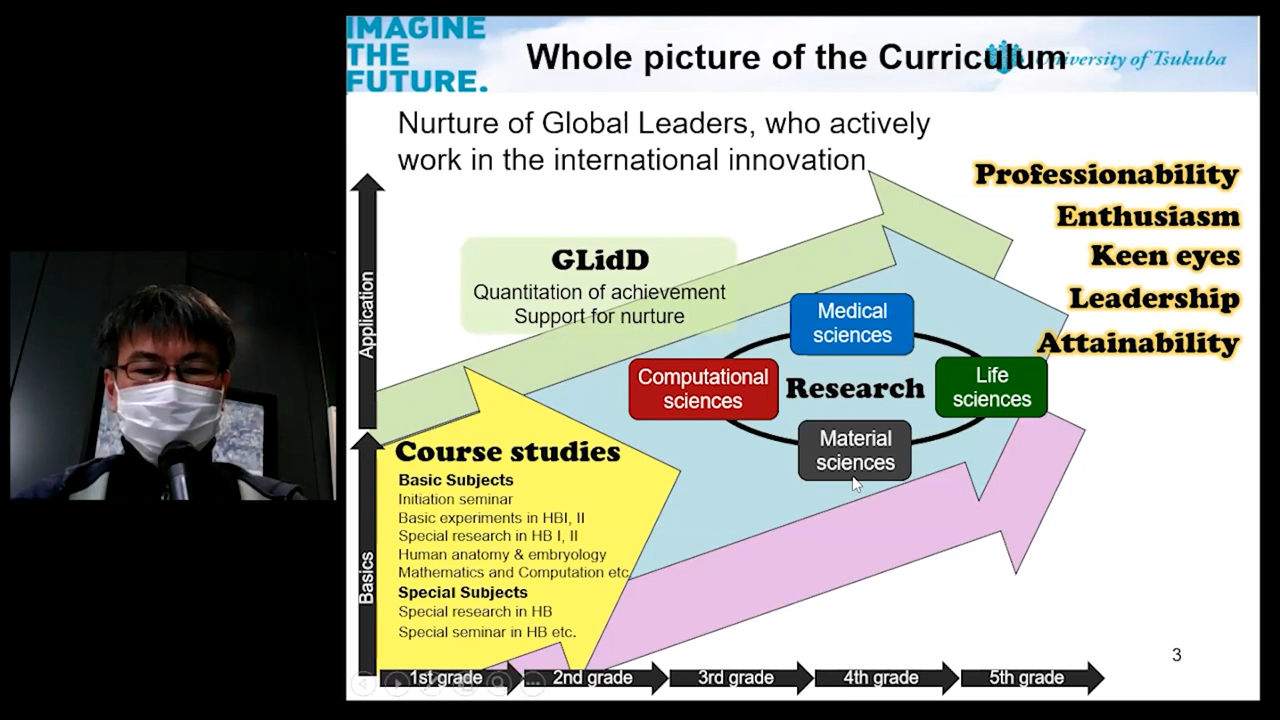 IMAGINE
THE
FUTURE.
Whole picture of the Curriculum
University of Tsukuba
Nurture of Global Leaders, who actively
work in the international innovation
Professionability
Enthusiasm
Keen eyes
Leadership
Attainability
GLidD
Quantitation of achievement
Support for nurture
Application
Basics
Medical
sciences
Computational
sciences
Research
Life
sciences
Material
sciences
Course studies
Basic Subjects
Initiation seminar
Basic experiments in HBI, II
Special research in HB I, II
Human anatomy & embryology
Mathematics and Computation etc.
Special Subjects
Special research in HB
Special seminar in HB etc.
3
1st grade
2nd grade
3rd grade
4th grade
5th grade